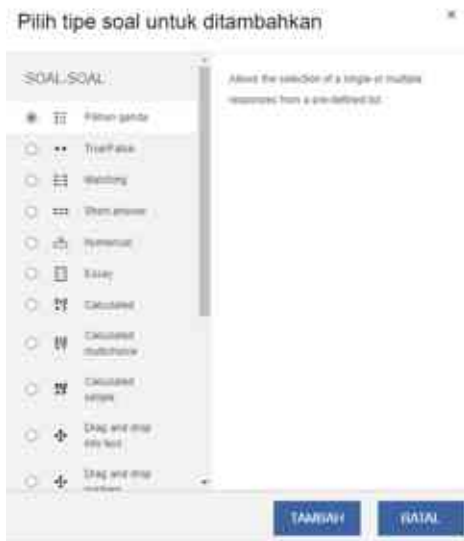 Pilih tipe soal untuk ditambahkan
×
SOAL-SOAL
Allows the selection of a single or multiple
responses from a pre-defined list.
Pilihan ganda
True/False
Matching
Short answer
Numerical
Essay
Calculated
Calculated
multichoice
Calculated
simple
Drag and drop
into text
Drag and drop
markers
TAMBAH
BATAL